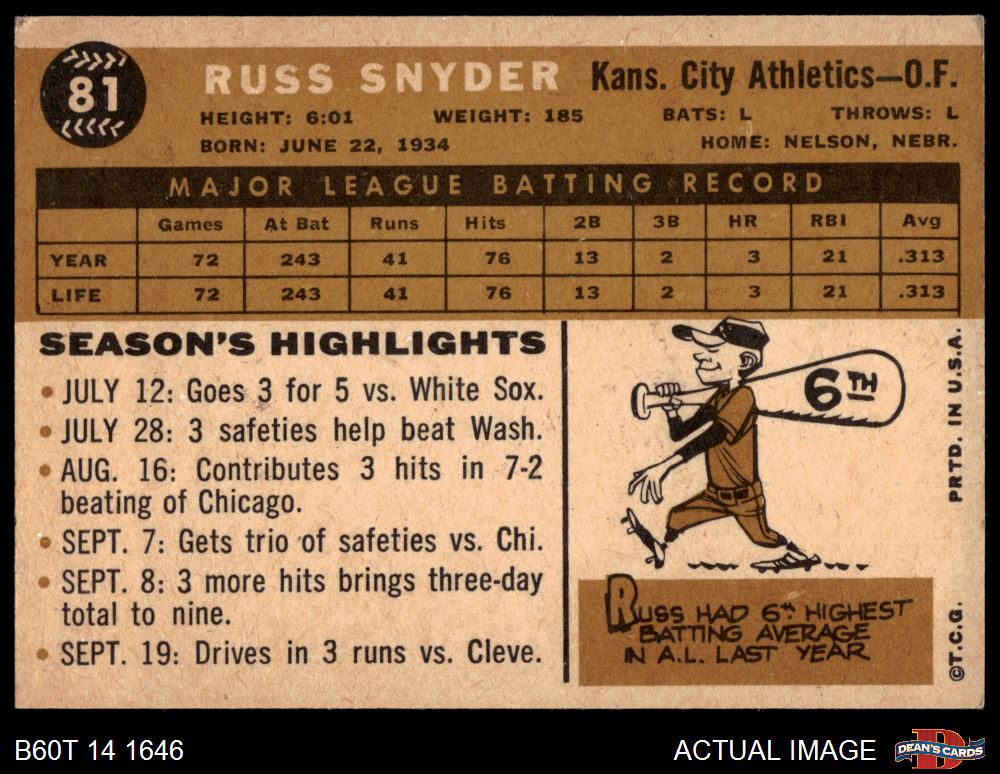 81
RUSS SNYDER Kans. City Athletics—O.F.
HEIGHT: 6:01 WEIGHT: 185 BATS: L THROWS: L
BORN: JUNE 22, 1934 HOME: NELSON, NEBR.
MAJOR LEAGUE BATTING RECORD
Games At Bat Runs Hits 2B 3B HR RBI Avg
YEAR 72 243 41 76 13 2 3 21 .313
LIFE 72 243 41 76 13 2 3 21 .313
SEASON'S HIGHLIGHTS
• JULY 12: Goes 3 for 5 vs. White Sox.
• JULY 28: 3 safeties help beat Wash.
• AUG. 16: Contributes 3 hits in 7-2
beating of Chicago.
• SEPT. 7: Gets trio of safeties vs. Chi.
• SEPT. 8: 3 more hits brings three-day
total to nine.
• SEPT. 19: Drives in 3 runs vs. Cleve.
6TH
RUSS HAD 6TH HIGHEST
BATTING AVERAGE
IN A.L. LAST YEAR
©T.C.G. PRTD. IN U.S.A.
B60T 14 1646 ACTUAL IMAGE
DEAN'S CARDS